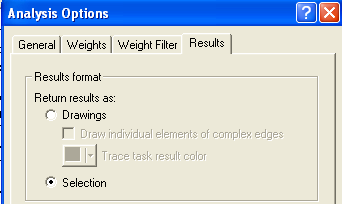 Analysis Options
General Weights Weight Filter Results
Results format
Return results as:
Drawings
Draw individual elements of complex edges
Trace task result color
Selection